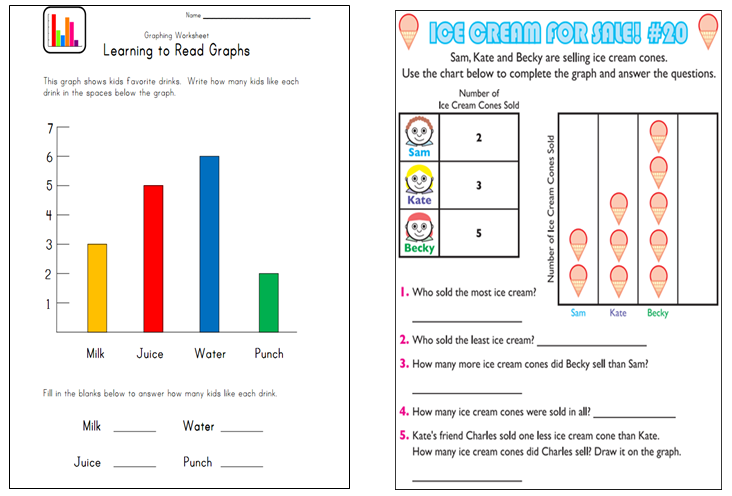 Name
Graphing Worksheet
Learning to Read Graphs
This graph shows kids favorite drinks. Write how many kids like each
drink in the spaces below the graph.
7
6
5
4
3
2
1
Milk Juice Water Punch
Fill in the blanks below to answer how many kids like each drink.
Milk Water
Juice Punch
ICE CREAM FOR SALE! #20
Sam, Kate and Becky are selling ice cream cones.
Use the chart below to complete the graph and answer the questions.
Number of
Ice Cream Cones Sold
Sam 2
Kate 3
Becky 5
Number of Ice Cream Cones Sold
Sam Kate Becky
1. Who sold the most ice cream?
2. Who sold the least ice cream?
3. How many more ice cream cones did Becky sell than Sam?
4. How many ice cream cones were sold in all?
5. Kate's friend Charles sold one less ice cream cone than Kate.
How many ice cream cones did Charles sell? Draw it on the graph.